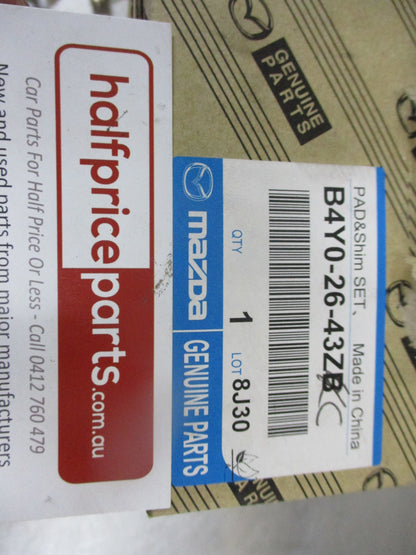 halfpriceparts.com.au
Car Parts For Half Price Or Less - Call 0412 760 479
New and used parts from major manufacturers
GENUINE
PARTS
PAD&Shim SET、 Made in China
B4Y0-26-43ZB C
QTY 1 LOT 8J30
mazDa GENUINE PARTS
GENUINE
PARTS